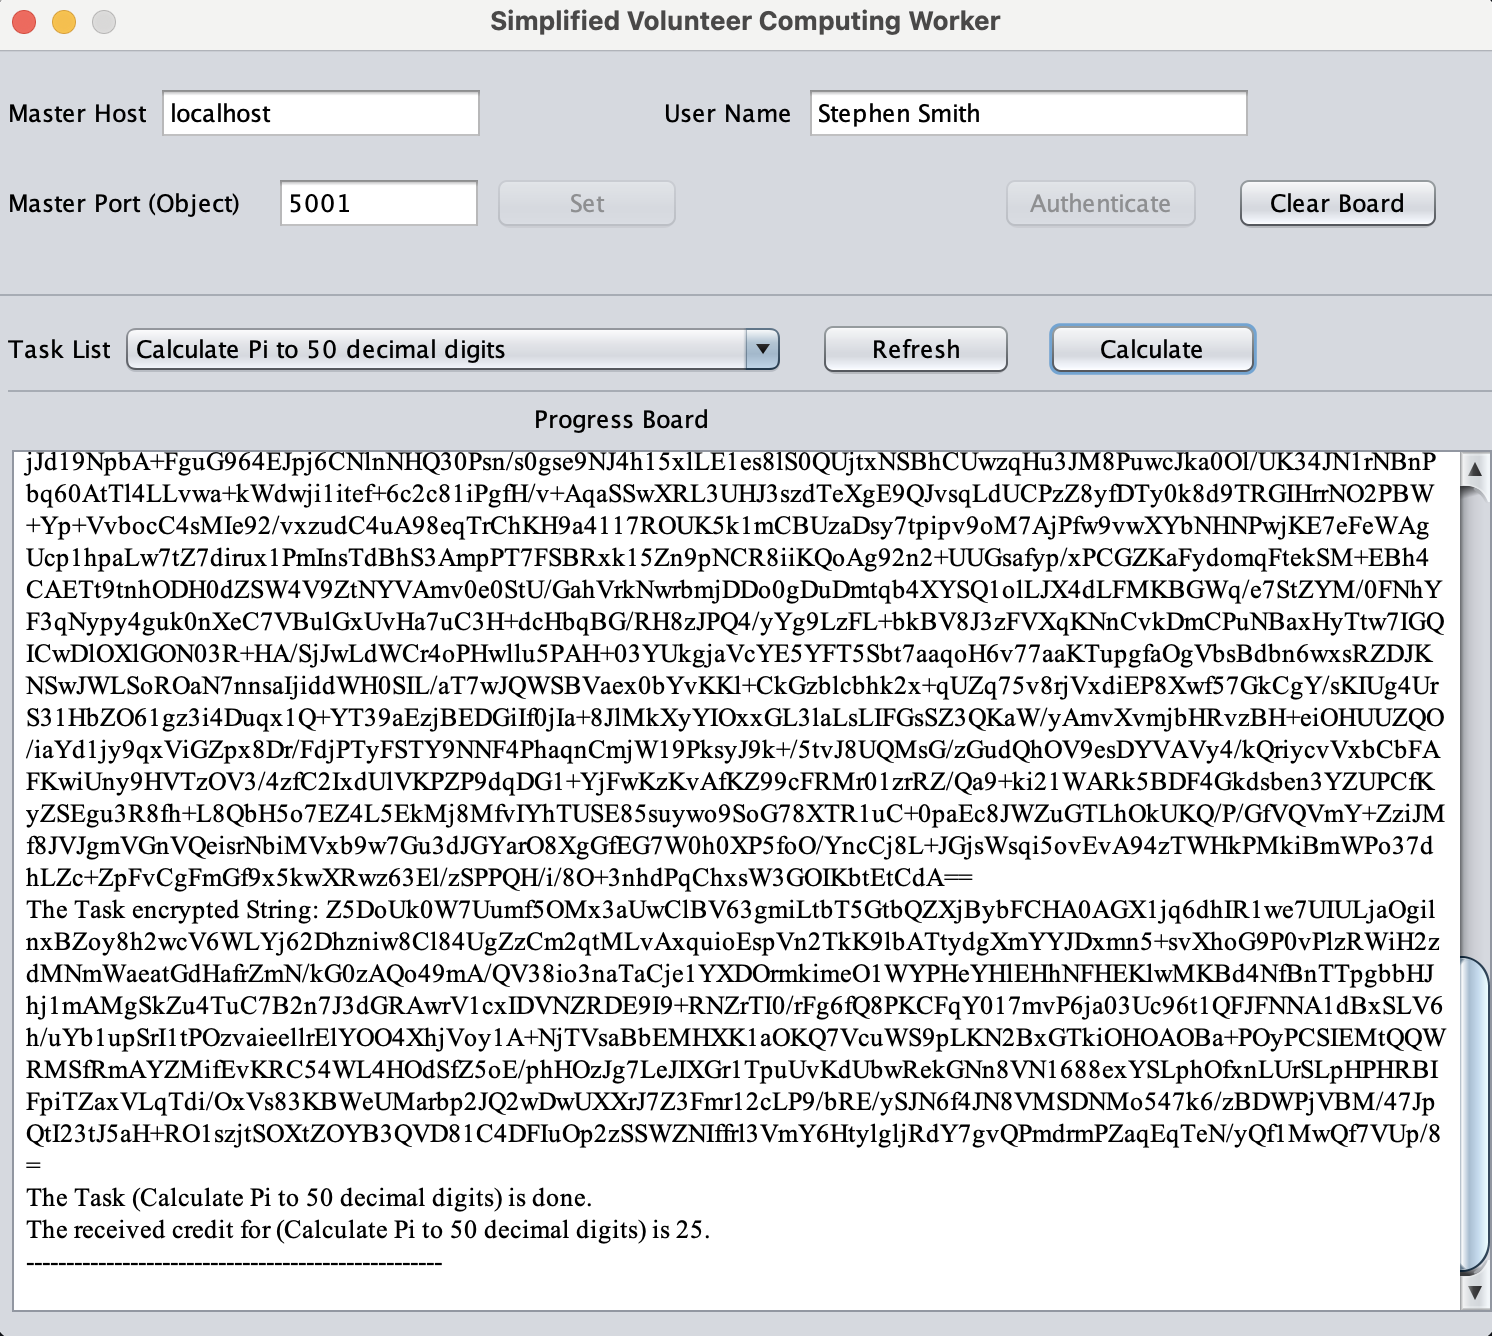 Simplified Volunteer Computing Worker
Master Host localhost User Name Stephen Smith
Master Port (Object) 5001 Set Authenticate Clear Board
Task List Calculate Pi to 50 decimal digits Refresh Calculate
Progress Board
jJd19NpbA+FguG964EJpj6CNlnNHQ30Psn/s0gse9NJ4h15xlLE1es8lS0QUjtxNSBhCUwzqHu3JM8PuwcJka0Ol/UK34JN1rNBnP
bq60AtTl4LLvwa+kWdwji1itef+6c2c81iPgfH/v+AqaSSwXRL3UHJ3szdTeXgE9QJvsqLdUCPzZ8yfDTy0k8d9TRGIHrrNO2PBW
+Yp+VvbocC4sMIe92/vxzudC4uA98eqTrChKH9a4117ROUK5k1mCBUzaDsy7tpipv9oM7AjPfw9vwXYbNHNPwjKE7eFeWAg
Ucp1hpaLw7tZ7dirux1PmInsTdBhS3AmpPT7FSBRxk15Zn9pNCR8iiKQoAg92n2+UUGsafyp/xPCGZKaFydomqFtekSM+EBh4
CAETt9tnhODH0dZSW4V9ZtNYVAmv0e0StU/GahVrkNwrbmjDDo0gDuDmtqb4XYSQ1olLJX4dLFMKBGWq/e7StZYM/0FNhY
F3qNypy4guk0nXeC7VBulGxUvHa7uC3H+dcHbqBG/RH8zJPQ4/yYg9LzFL+bkBV8J3zFVXqKNnCvkDmCPuNBaxHyTtw7IGQ
ICwDlOXlGON03R+HA/SjJwLdWCr4oPHwllu5PAH+03YUkgjaVcYE5YFT5Sbt7aaqoH6v77aaKTupgfaOgVbsBdbn6wxsRZDJK
NSwJWLSoROaN7nnsaIjiddWH0SIL/aT7wJQWSBVaex0bYvKKl+CkGzblcbhk2x+qUZq75v8rjVxdiEP8Xwf57GkCgY/sKIUg4Ur
S31HbZO61gz3i4Duqx1Q+YT39aEzjBEDGiIf0jIa+8JlMkXyYIOxxGL3laLsLIFGsSZ3QKaW/yAmvXvmjbHRvzBH+eiOHUUZQO
/iaYd1jy9qxViGZpx8Dr/FdjPTyFSTY9NNF4PhaqnCmjW19PksyJ9k+/5tvJ8UQMsG/zGudQhOV9esDYVAVy4/kQriycvVxbCbFA
FKwiUny9HVTzOV3/4zfC2IxdUlVKPZP9dqDG1+YjFwKzKvAfKZ99cFRMr01zrRZ/Qa9+ki21WARk5BDF4Gkdsben3YZUPCfK
yZSEgu3R8fh+L8QbH5o7EZ4L5EkMj8MfvIYhTUSE85suywo9SoG78XTR1uC+0paEc8JWZuGTLhOkUKQ/P/GfVQVmY+ZziJM
f8JVJgmVGnVQeisrNbiMVxb9w7Gu3dJGYarO8XgGfEG7W0h0XP5foO/YncCj8L+JGjsWsqi5ovEvA94zTWHkPMkiBmWPo37d
hLZc+ZpFvCgFmGf9x5kwXRwz63El/zSPPQH/i/8O+3nhdPqChxsW3GOIKbtEtCdA==
The Task encrypted String: Z5DoUk0W7Uumf5OMx3aUwClBV63gmiLtbT5GtbQZXjBybFCHA0AGX1jq6dhIR1we7UIULjaOgil
nxBZoy8h2wcV6WLYj62Dhzniw8Cl84UgZzCm2qtMLvAxquioEspVn2TkK9lbATtydgXmYYJDxmn5+svXhoG9P0vPlzRWiH2z
dMNmWaeatGdHafrZmN/kG0zAQo49mA/QV38io3naTaCje1YXDOrmkimeO1WYPHeYHlEHhNFHEKlwMKBd4NfBnTTpgbbHJ
hj1mAMgSkZu4TuC7B2n7J3dGRAwrV1cxIDVNZRDE9I9+RNZrTI0/rFg6fQ8PKCFqY017mvP6ja03Uc96t1QFJFNNA1dBxSLV6
h/uYb1upSrI1tPOzvaieellrElYOO4XhjVoy1A+NjTVsaBbEMHXK1aOKQ7VcuWS9pLKN2BxGTkiOHOAOBa+POyPCSIEMtQQW
RMSfRmAYZMifEvKRC54WL4HOdSfZ5oE/phHOzJg7LeJIXGr1TpuUvKdUbwRekGNn8VN1688exYSLphOfxnLUrSLpHPHRBI
FpiTZaxVLqTdi/OxVs83KBWeUMarbp2JQ2wDwUXXrJ7Z3Fmr12cLP9/bRE/ySJN6f4JN8VMSDNMo547k6/zBDWPjVBM/47Jp
QtI23tJ5aH+RO1szjtSOXtZOYB3QVD81C4DFIuOp2zSSWZNIffrl3VmY6HtylgljRdY7gvQPmdrmPZaqEqTeN/yQf1MwQf7VUp/8
=
The Task (Calculate Pi to 50 decimal digits) is done.
The received credit for (Calculate Pi to 50 decimal digits) is 25.
----------------------------------------------------